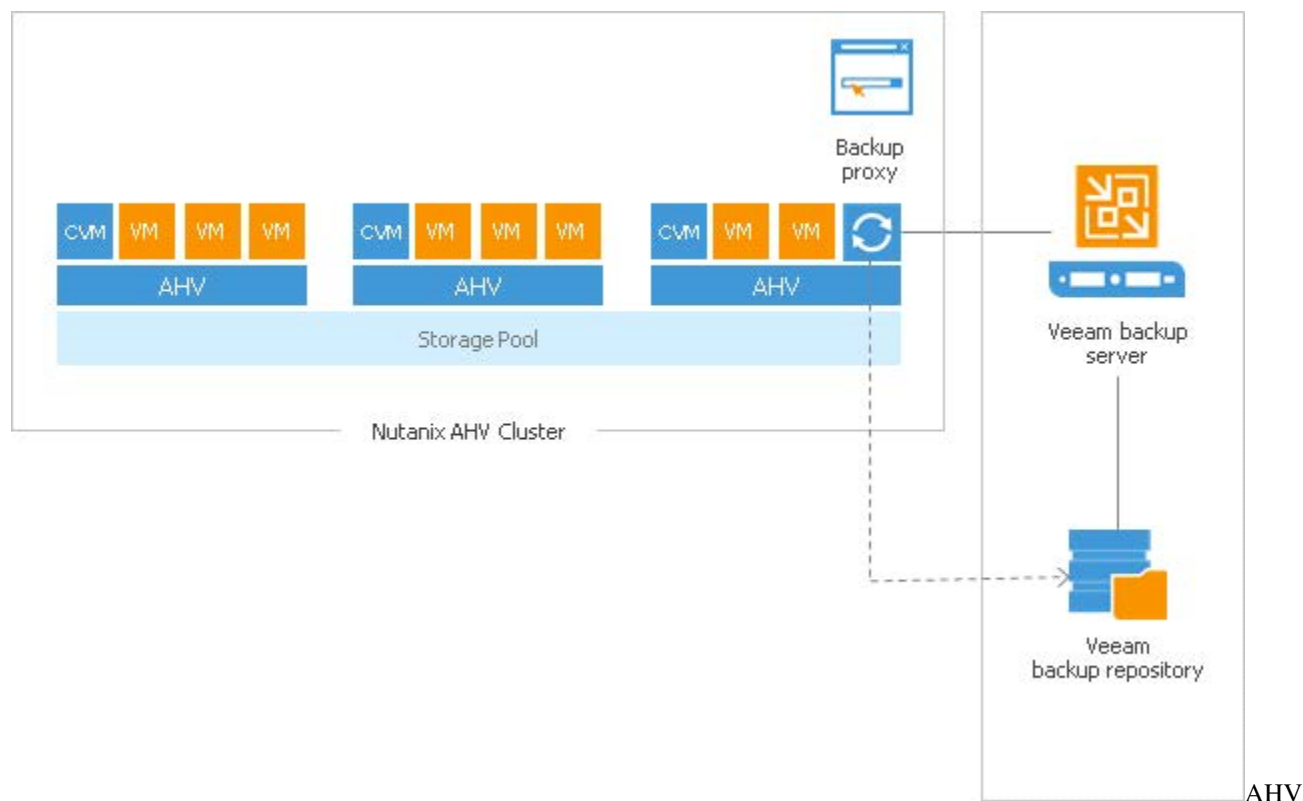 Backup
proxy
CVM VM VM VM
CVM VM VM VM
CVM VM VM
AHV
AHV
AHV
Storage Pool
Nutanix AHV Cluster
Veeam backup
server
Veeam
backup repository
AHV